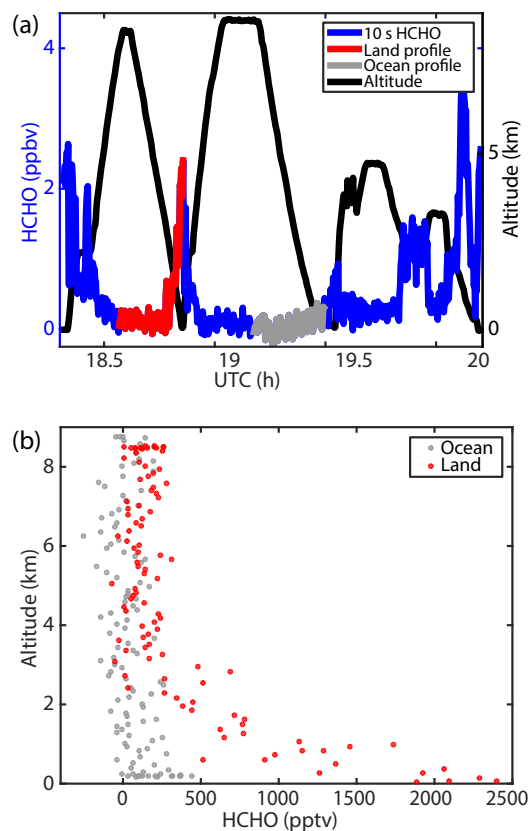 (a)
10 s HCHO
Land profile
Ocean profile
Altitude
HCHO (ppbv)
4
2
0
Altitude (km)
5
0
18.5 19 19.5 20
UTC (h)
(b)
Ocean
Land
Altitude (km)
8
6
4
2
0
0 500 1000 1500 2000 2500
HCHO (pptv)